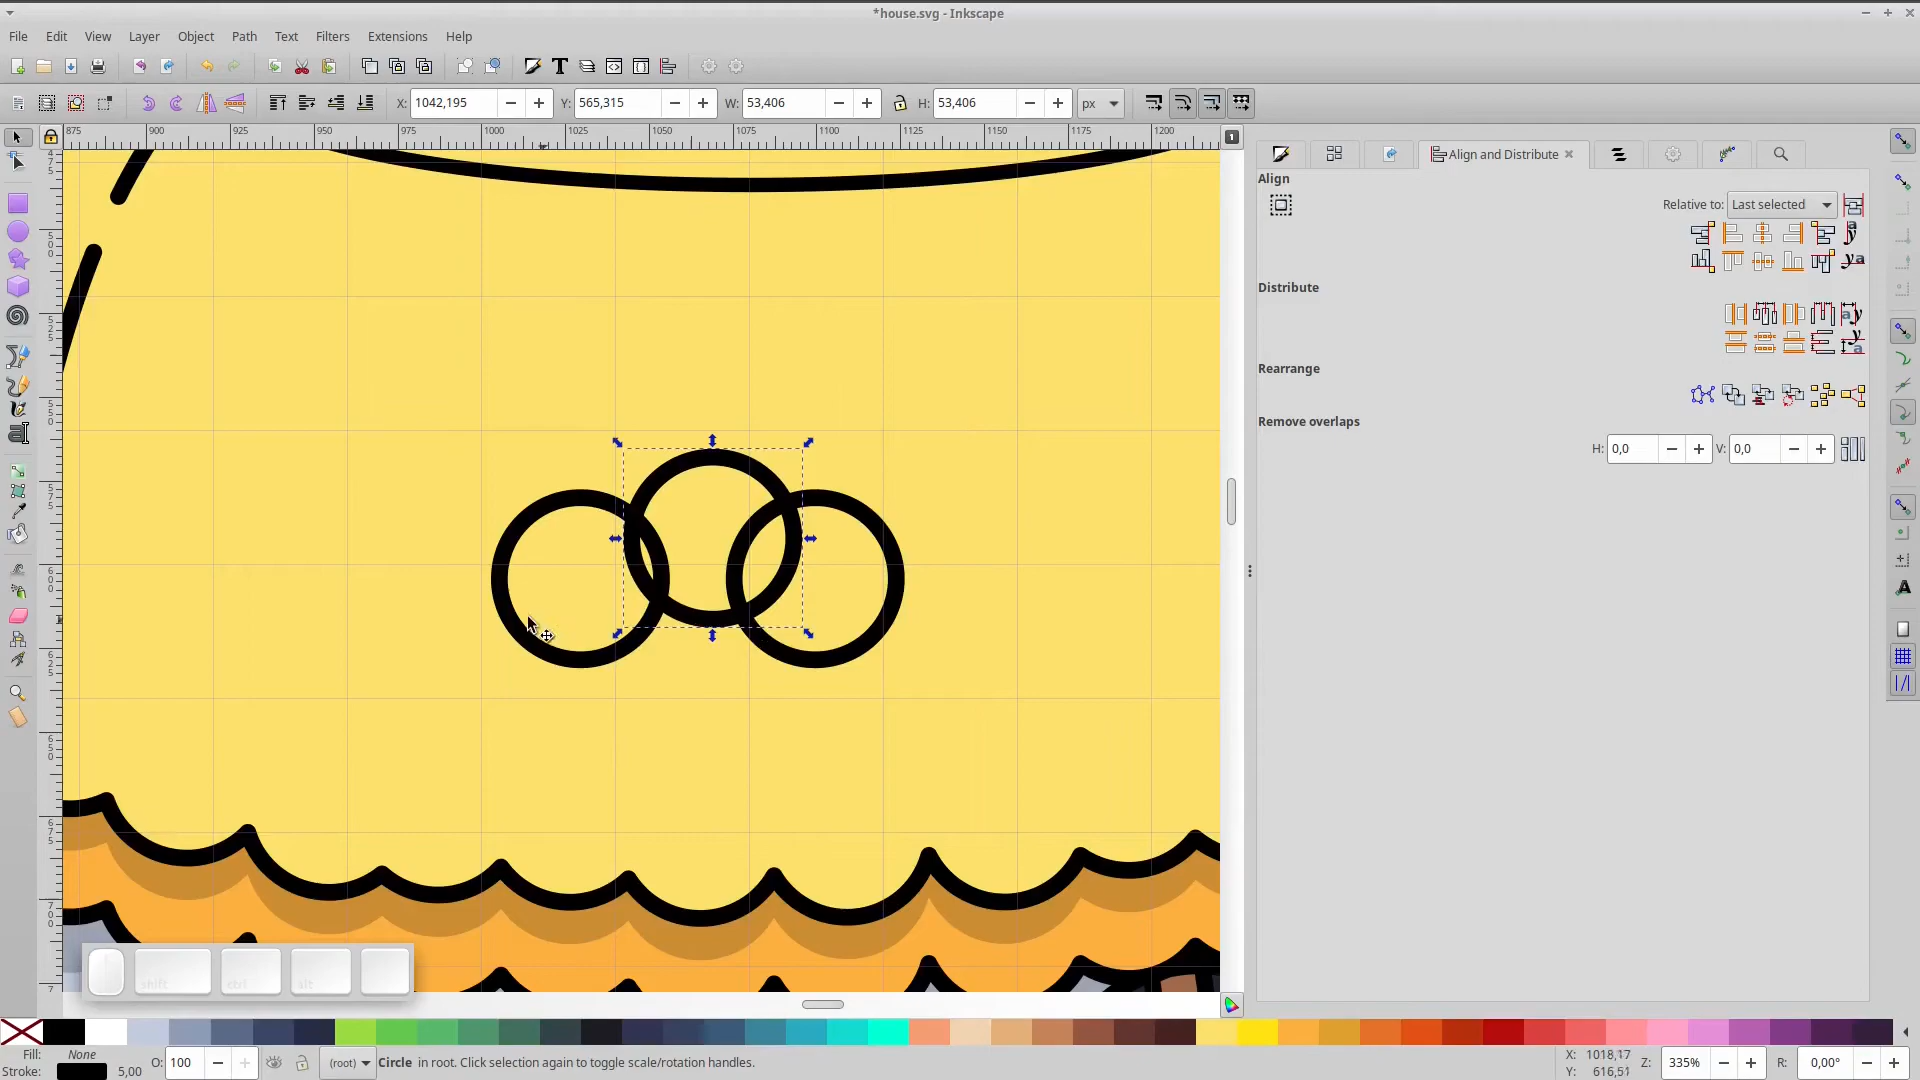 *house.svg - Inkscape
File Edit View Layer Object Path Text Filters Extensions Help
X: 1042,195 Y: 565,315 W: 53,406 H: 53,406 px
875 900 925 950 975 1000 1025 1050 1075 1100 1125 1150 1175 1200
1
Align and Distribute
Align
Relative to: Last selected
Distribute
Rearrange
Remove overlaps
H: 0,0 V: 0,0
shift ctrl alt
Fill: None
Stroke: 5,00
O: 100
(root)
Circle in root. Click selection again to toggle scale/rotation handles.
X: 1018,17
Y: 616,51
Z: 335%
R: 0,00°